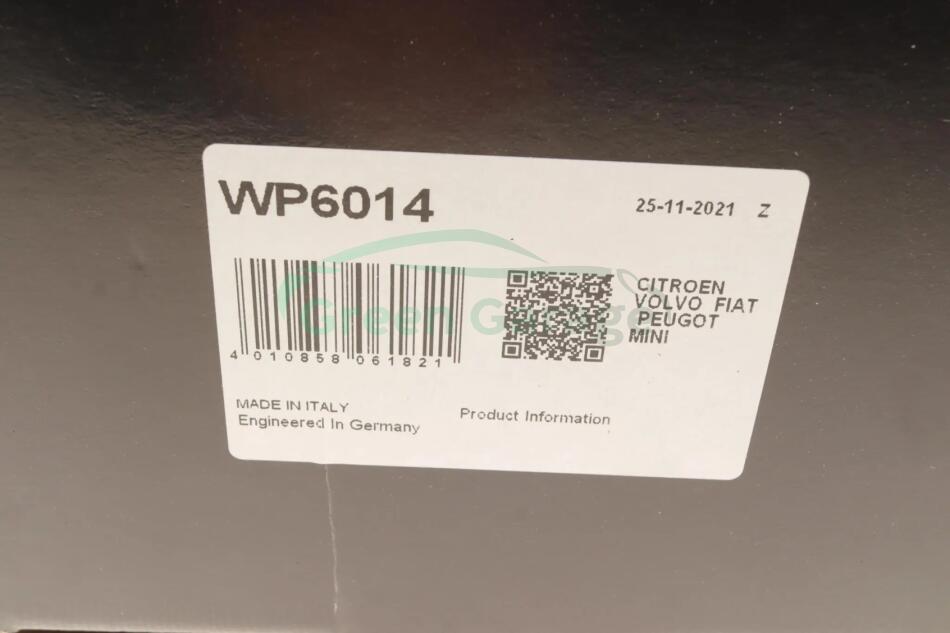 WP6014
25-11-2021 Z
CITROEN
VOLVO FIAT
PEUGOT
MINI
4 010858 061821
MADE IN ITALY
Engineered In Germany
Product Information
Green Garage